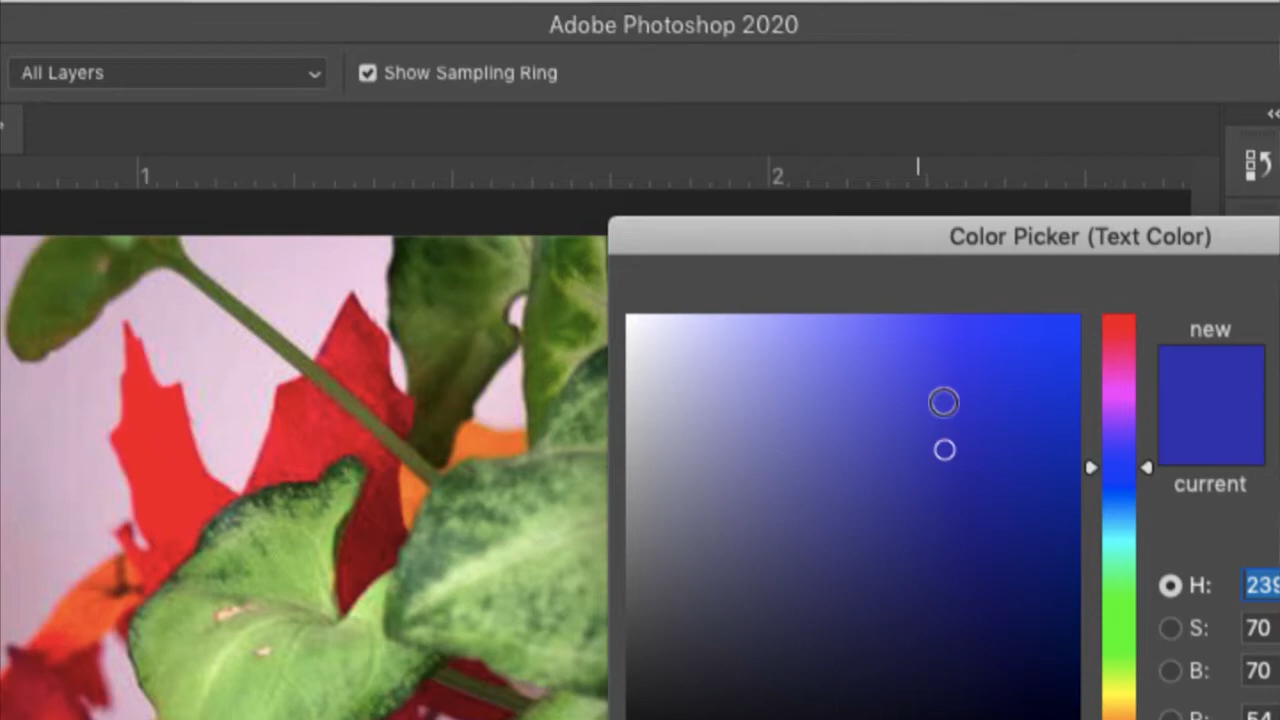 Adobe Photoshop 2020
All Layers
Show Sampling Ring
1
2
Color Picker (Text Color)
new
current
H: 239
S: 70
B: 70